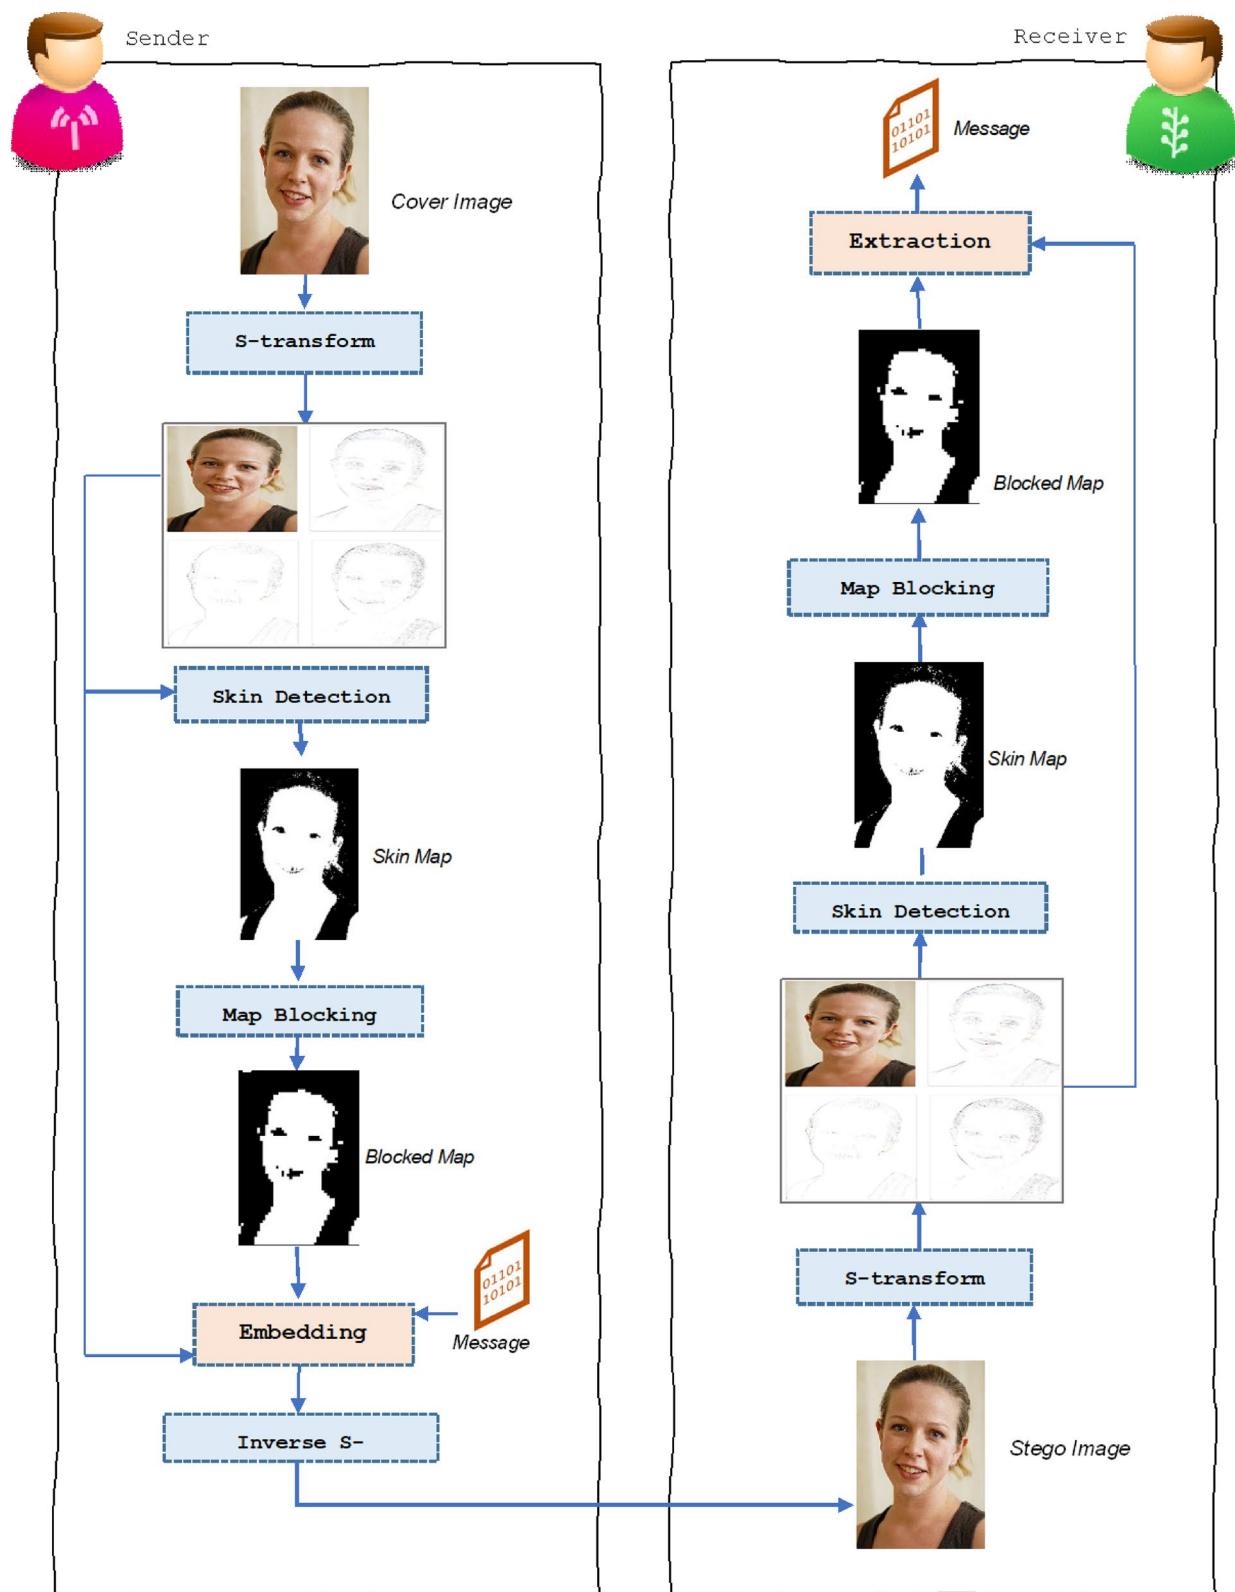 Sender
Cover Image
S-transform
Skin Detection
Skin Map
Map Blocking
Blocked Map
01101
10101
Message
Embedding
Inverse S-
Receiver
01101
10101
Message
Extraction
Blocked Map
Map Blocking
Skin Map
Skin Detection
S-transform
Stego Image